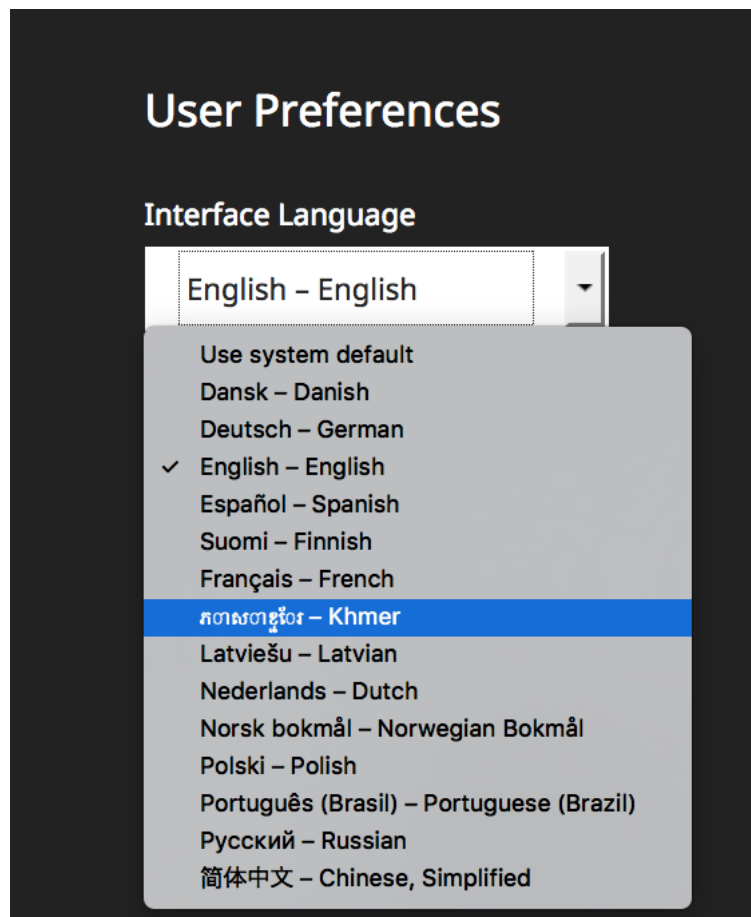 User Preferences
Interface Language
English – English
Use system default
Dansk – Danish
Deutsch – German
✓ English – English
Español – Spanish
Suomi – Finnish
Français – French
ភាសាខ្មែរ – Khmer
Latviešu – Latvian
Nederlands – Dutch
Norsk bokmål – Norwegian Bokmål
Polski – Polish
Português (Brasil) – Portuguese (Brazil)
Русский – Russian
简体中文 – Chinese, Simplified